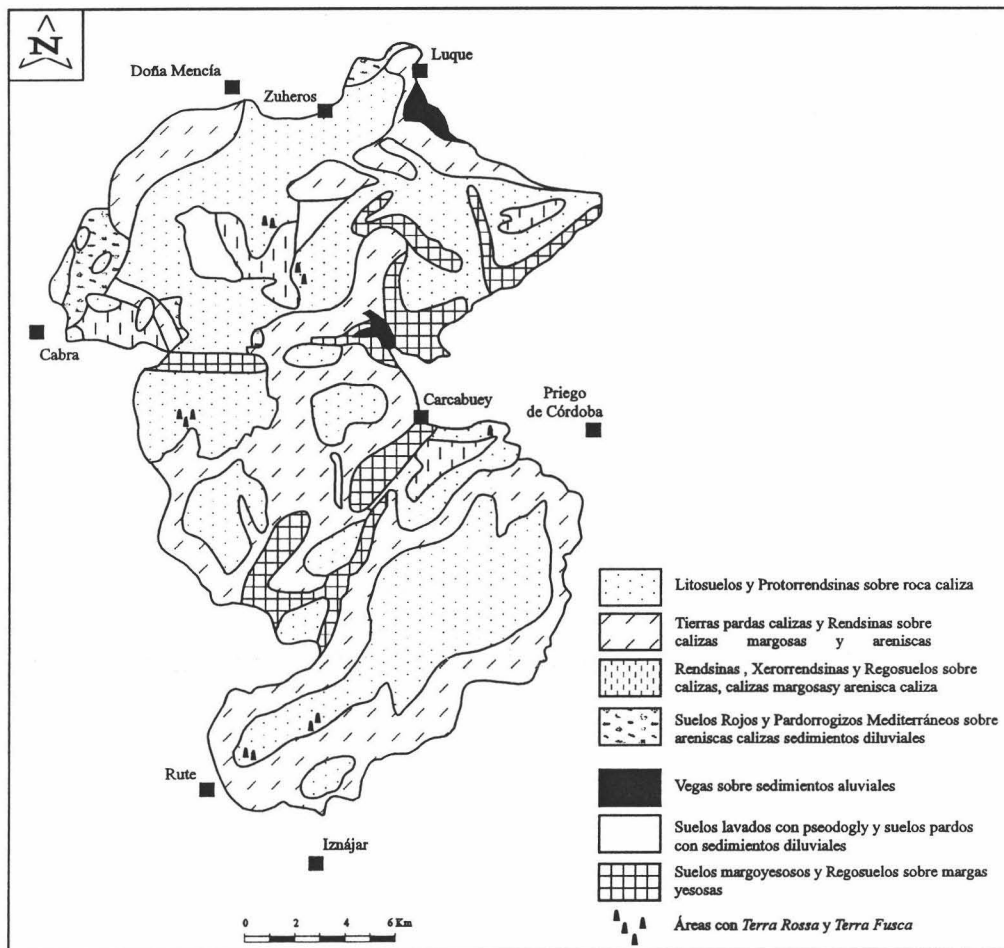 N
Luque
Doña Mencía
Zuheros
Cabra
Carcabuey
Priego
de Córdoba
Rute
Iznájar
Litosuelos y Protorrendsinas sobre roca caliza
Tierras pardas calizas y Rendsinas sobre
calizas margosas y areniscas
Rendsinas , Xerorrendsinas y Regosuelos sobre
calizas, calizas margosasy arenisca caliza
Suelos Rojos y Pardorrogizos Mediterráneos sobre
areniscas calizas sedimientos diluviales
Vegas sobre sedimientos aluviales
Suelos lavados con pseodogly y suelos pardos
con sedimientos diluviales
Suelos margoyesosos y Regosuelos sobre margas
yesosas
Áreas con Terra Rossa y Terra Fusca
0 2 4 6 Km